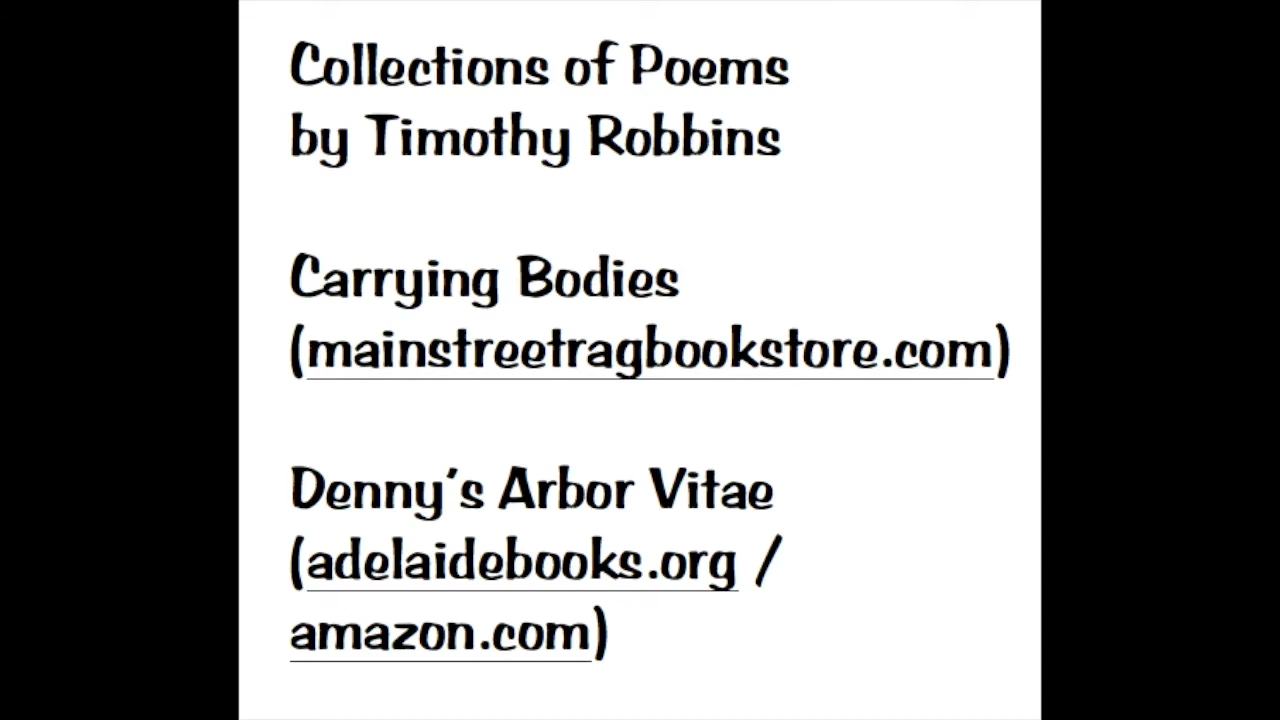 Collections of Poems
by Timothy Robbins
Carrying Bodies
(mainstreetragbookstore.com)
Denny's Arbor Vitae
(adelaidebooks.org /
amazon.com)